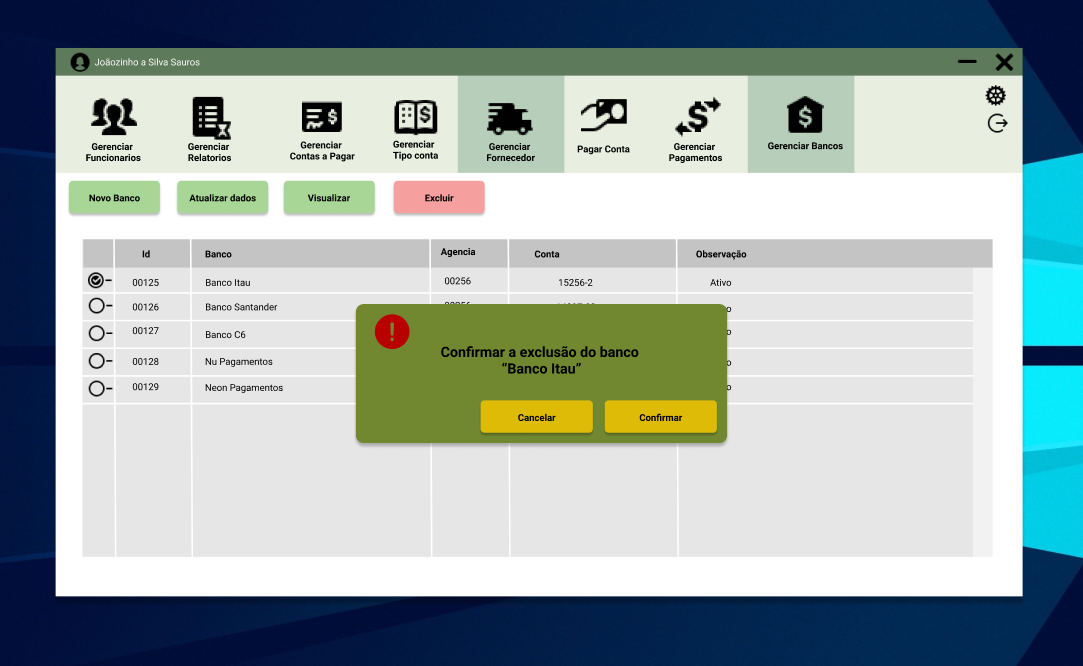 Joãozinho a Silva Sauros
Gerenciar
Funcionarios
Gerenciar
Relatorios
Gerenciar
Contas a Pagar
Gerenciar
Tipo conta
Gerenciar
Fornecedor
Pagar Conta
Gerenciar
Pagamentos
Gerenciar Bancos
Novo Banco
Atualizar dados
Visualizar
Excluir
Id Banco Agencia Conta Observação
00125 Banco Itau 00256 15256-2 Ativo
00126 Banco Santander
00127 Banco C6
00128 Nu Pagamentos
00129 Neon Pagamentos
Confirmar a exclusão do banco
“Banco Itau”
Cancelar
Confirmar